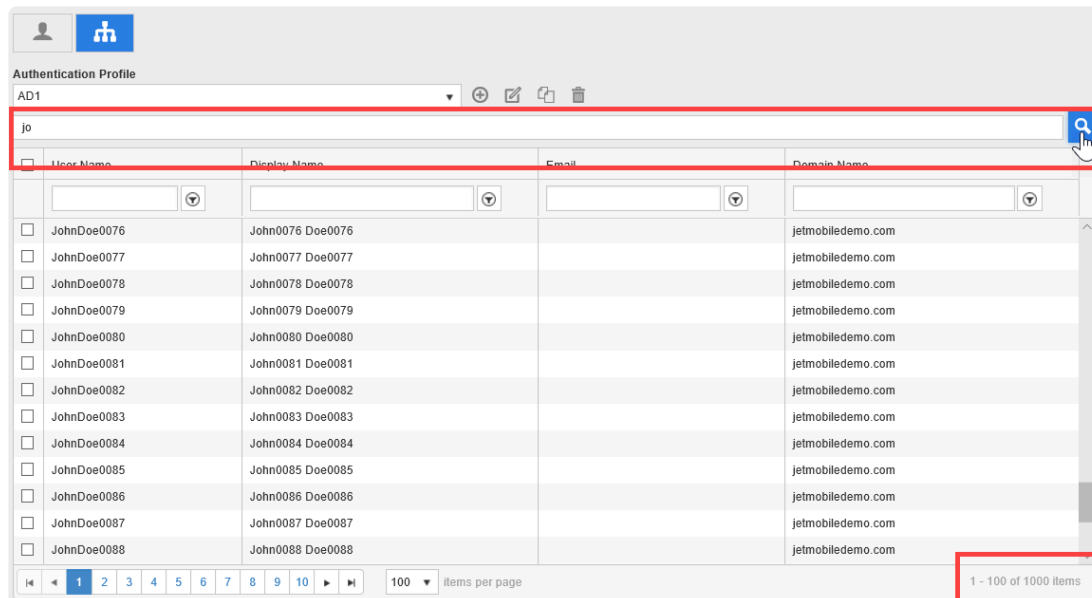 Authentication Profile
AD1
jo
User Name Display Name Email Domain Name
JohnDoe0076 John0076 Doe0076 jetmobiledemo.com
JohnDoe0077 John0077 Doe0077 jetmobiledemo.com
JohnDoe0078 John0078 Doe0078 jetmobiledemo.com
JohnDoe0079 John0079 Doe0079 jetmobiledemo.com
JohnDoe0080 John0080 Doe0080 jetmobiledemo.com
JohnDoe0081 John0081 Doe0081 jetmobiledemo.com
JohnDoe0082 John0082 Doe0082 jetmobiledemo.com
JohnDoe0083 John0083 Doe0083 jetmobiledemo.com
JohnDoe0084 John0084 Doe0084 jetmobiledemo.com
JohnDoe0085 John0085 Doe0085 jetmobiledemo.com
JohnDoe0086 John0086 Doe0086 jetmobiledemo.com
JohnDoe0087 John0087 Doe0087 jetmobiledemo.com
JohnDoe0088 John0088 Doe0088 jetmobiledemo.com
1 2 3 4 5 6 7 8 9 10 100 items per page 1 - 100 of 1000 items